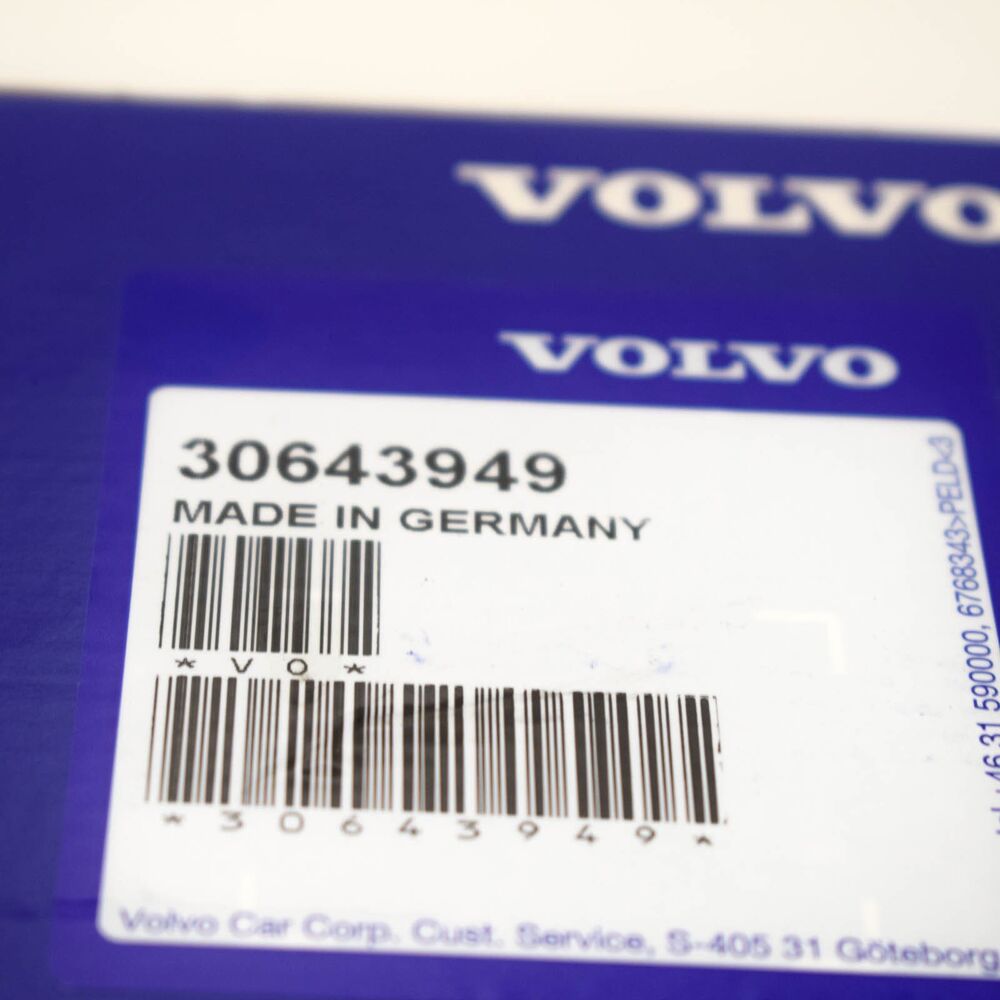 VOLVO
VOLVO
30643949
MADE IN GERMANY
*VO*
*30643949*
Volvo Car Corp. Cust. Service, S-405 31 Göteborg
46 31 590000, 6768343>PELD<3